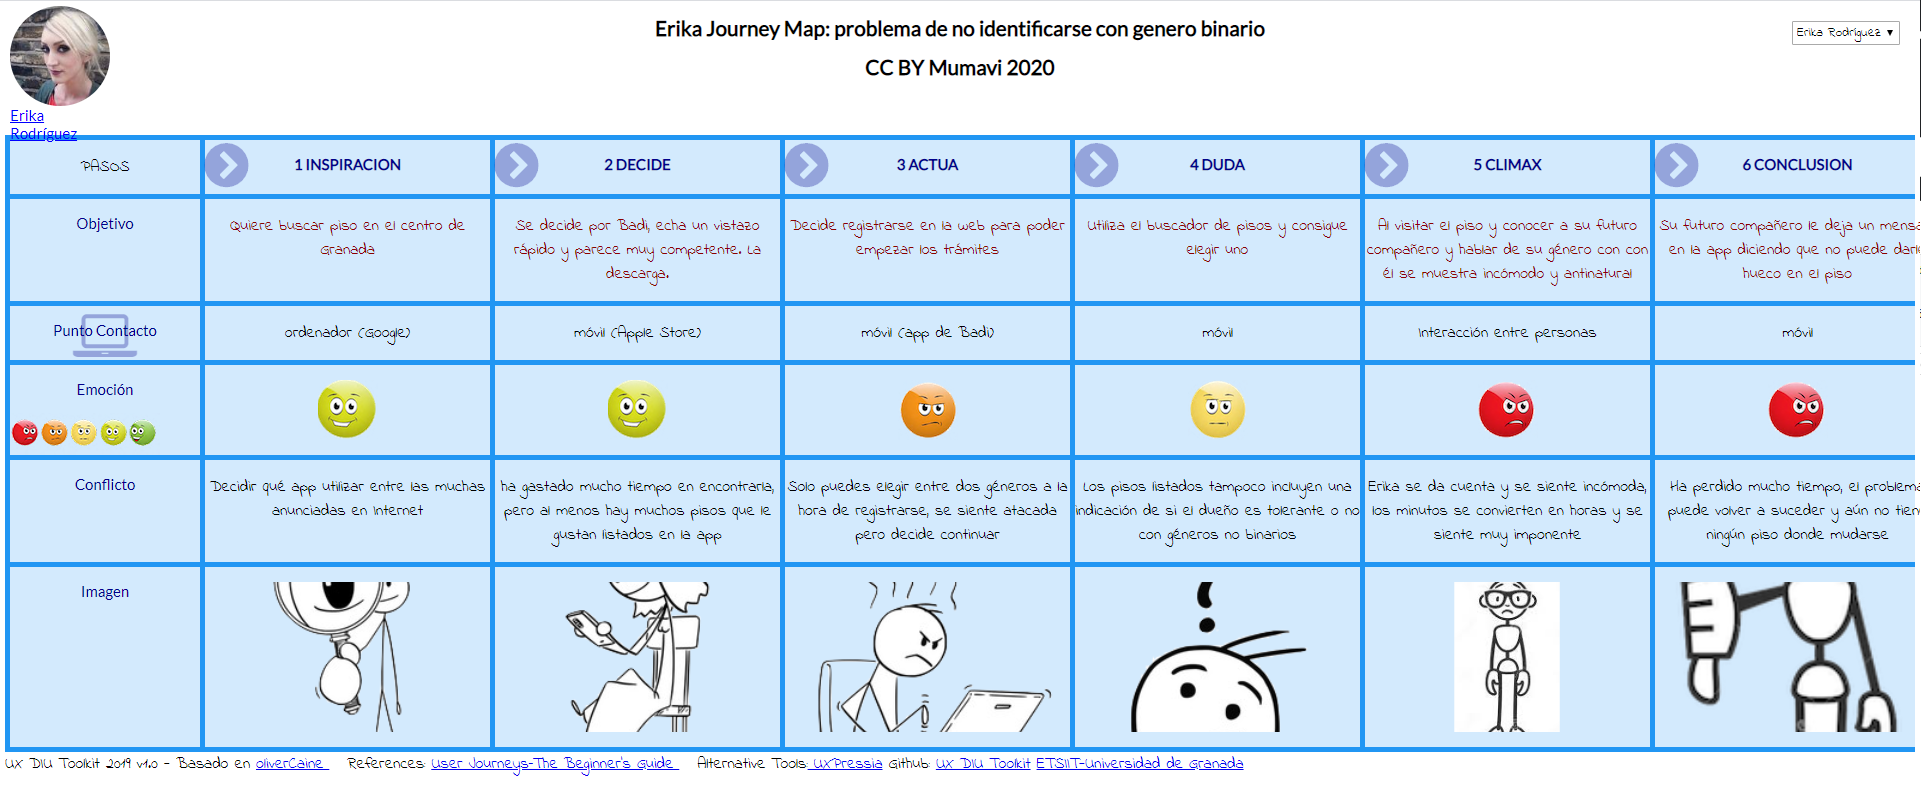 Erika Journey Map: problema de no identificarse con genero binario
CC BY Mumavi 2020
Erika Rodríguez ▼
Erika
Rodríguez
PASOS
1 INSPIRACION
2 DECIDE
3 ACTUA
4 DUDA
5 CLIMAX
6 CONCLUSION
Objetivo
Quiere buscar piso en el centro de
Granada
Se decide por Badi, echa un vistazo
rápido y parece muy competente. La
descarga.
Decide registrarse en la web para poder
empezar los trámites
Utiliza el buscador de pisos y consigue
elegir uno
Al visitar el piso y conocer a su futuro
compañero y hablar de su género con con
él se muestra incómodo y antinatural
Su futuro compañero le deja un mensa
en la app diciendo que no puede darl
hueco en el piso
Punto Contacto
ordenador (Google)
móvil (Apple Store)
móvil (app de Badi)
móvil
Interacción entre personas
móvil
Emoción
Conflicto
Decidir qué app utilizar entre las muchas
anunciadas en Internet
ha gastado mucho tiempo en encontrarla,
pero al menos hay muchos pisos que le
gustan listados en la app
Solo puedes elegir entre dos géneros a la
hora de registrarse, se siente atacada
pero decide continuar
Los pisos listados tampoco incluyen una
indicación de si el dueño es tolerante o no
con géneros no binarios
Erika se da cuenta y se siente incómoda,
los minutos se convierten en horas y se
siente muy imponente
Ha perdido mucho tiempo, el problema
puede volver a suceder y aún no tien
ningún piso donde mudarse
Imagen
UX DIU Toolkit 2019 v1.0 - Basado en oliverCaine References: User Journeys-The Beginner's Guide Alternative Tools: UXPressia Github: UX DIU Toolkit ETSIIT-Universidad de Granada